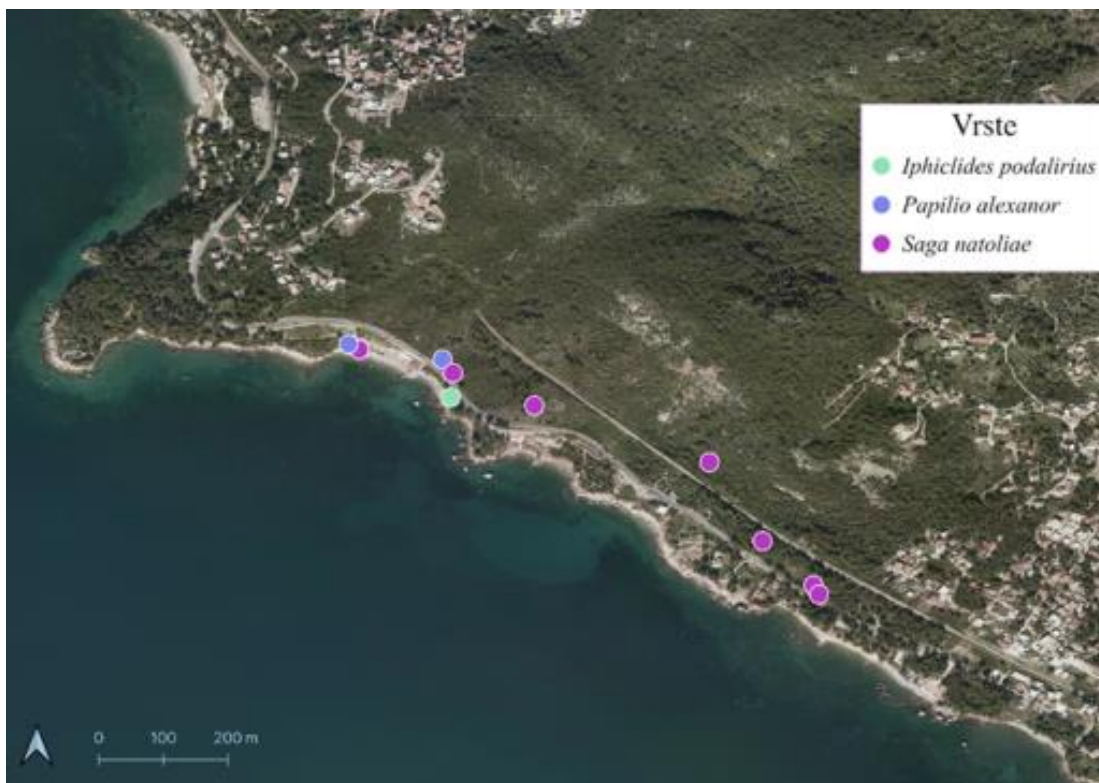 Vrste
Iphiclides podalirius
Papilio alexanor
Saga natoliae
0 100 200 m